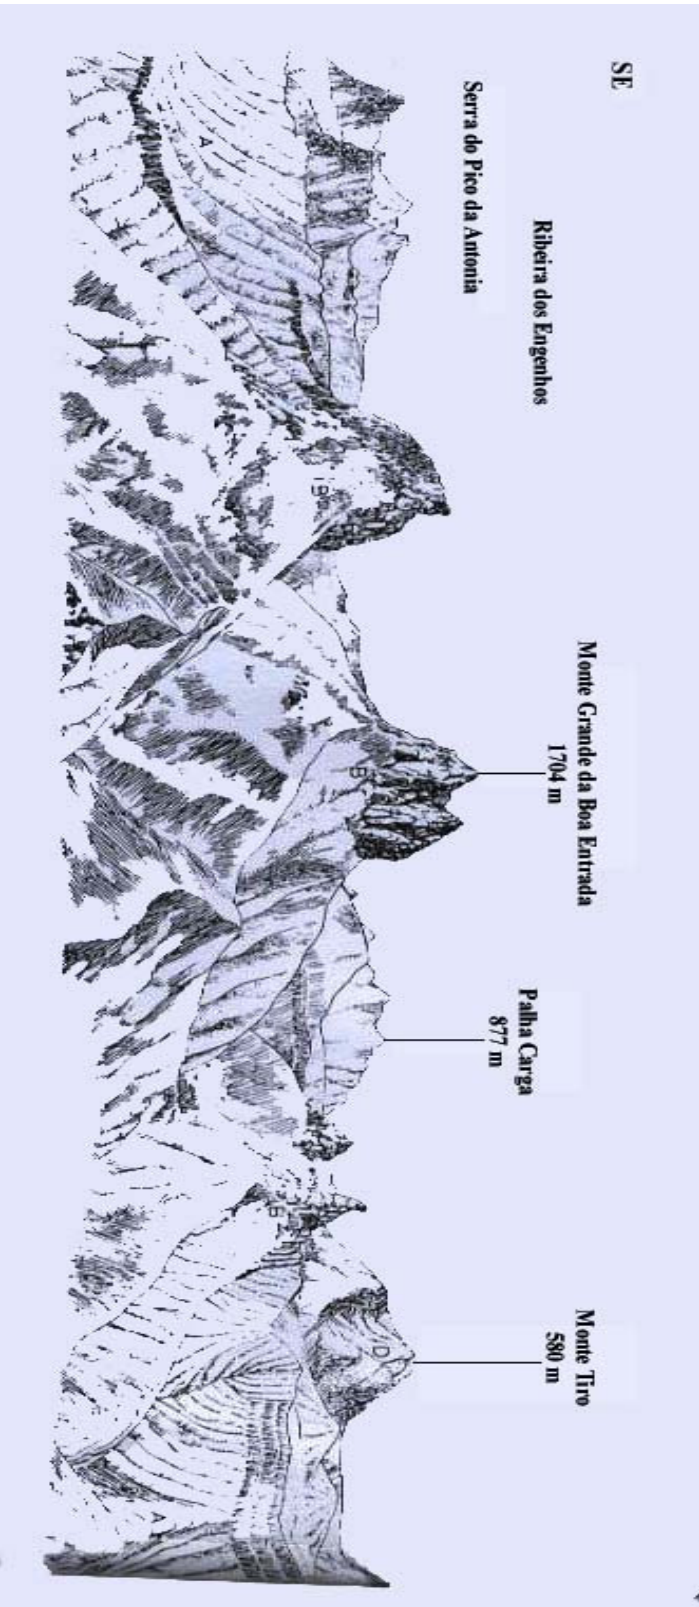 SE
Serra do Pico da Antonia
Ribeira dos Engenhos
Monte Grande da Boa Entrada
1704 m
Palha Carga
877 m
Monte Tiro
580 m
A
B
B
D
A